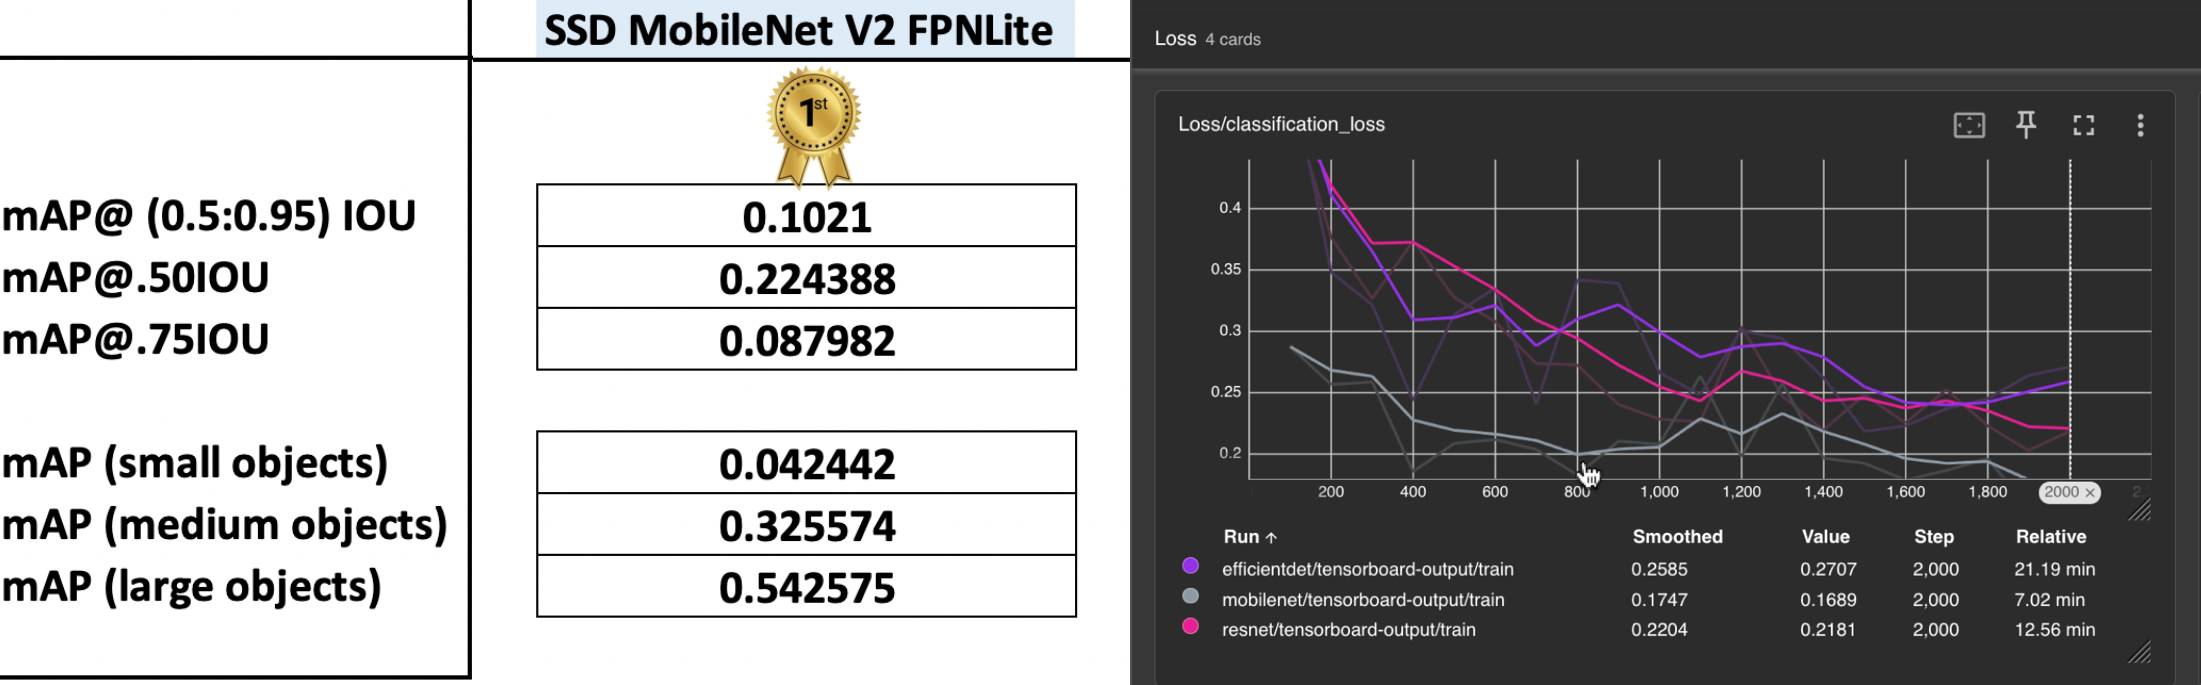 SSD MobileNet V2 FPNLite
1st
mAP@ (0.5:0.95) IOU 0.1021
mAP@.50IOU 0.224388
mAP@.75IOU 0.087982
mAP (small objects) 0.042442
mAP (medium objects) 0.325574
mAP (large objects) 0.542575
Loss 4 cards
Loss/classification_loss
0.4
0.35
0.3
0.25
0.2
200 400 600 800 1,000 1,200 1,400 1,600 1,800 2000 ×
Run ↑ Smoothed Value Step Relative
efficientdet/tensorboard-output/train 0.2585 0.2707 2,000 21.19 min
mobilenet/tensorboard-output/train 0.1747 0.1689 2,000 7.02 min
resnet/tensorboard-output/train 0.2204 0.2181 2,000 12.56 min